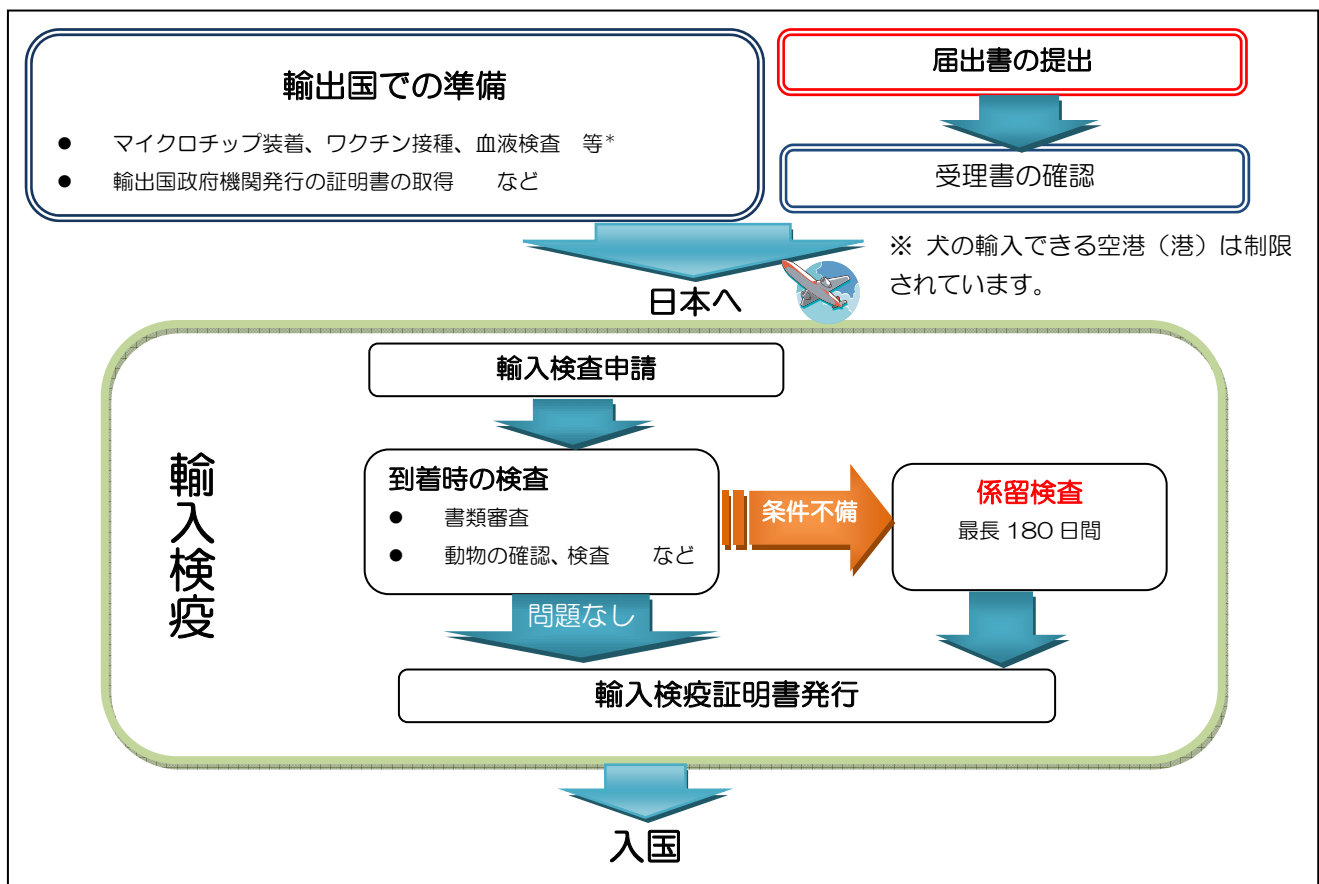 輸出国での準備
● マイクロチップ装着、ワクチン接種、血液検査 等*
● 輸出国政府機関発行の証明書の取得 など
届出書の提出
受理書の確認
※ 犬の輸入できる空港（港）は制限
されています。
日本へ
輸入検疫
輸入検査申請
到着時の検査
● 書類審査
● 動物の確認、検査 など
条件不備
係留検査
最長 180 日間
問題なし
輸入検疫証明書発行
入国